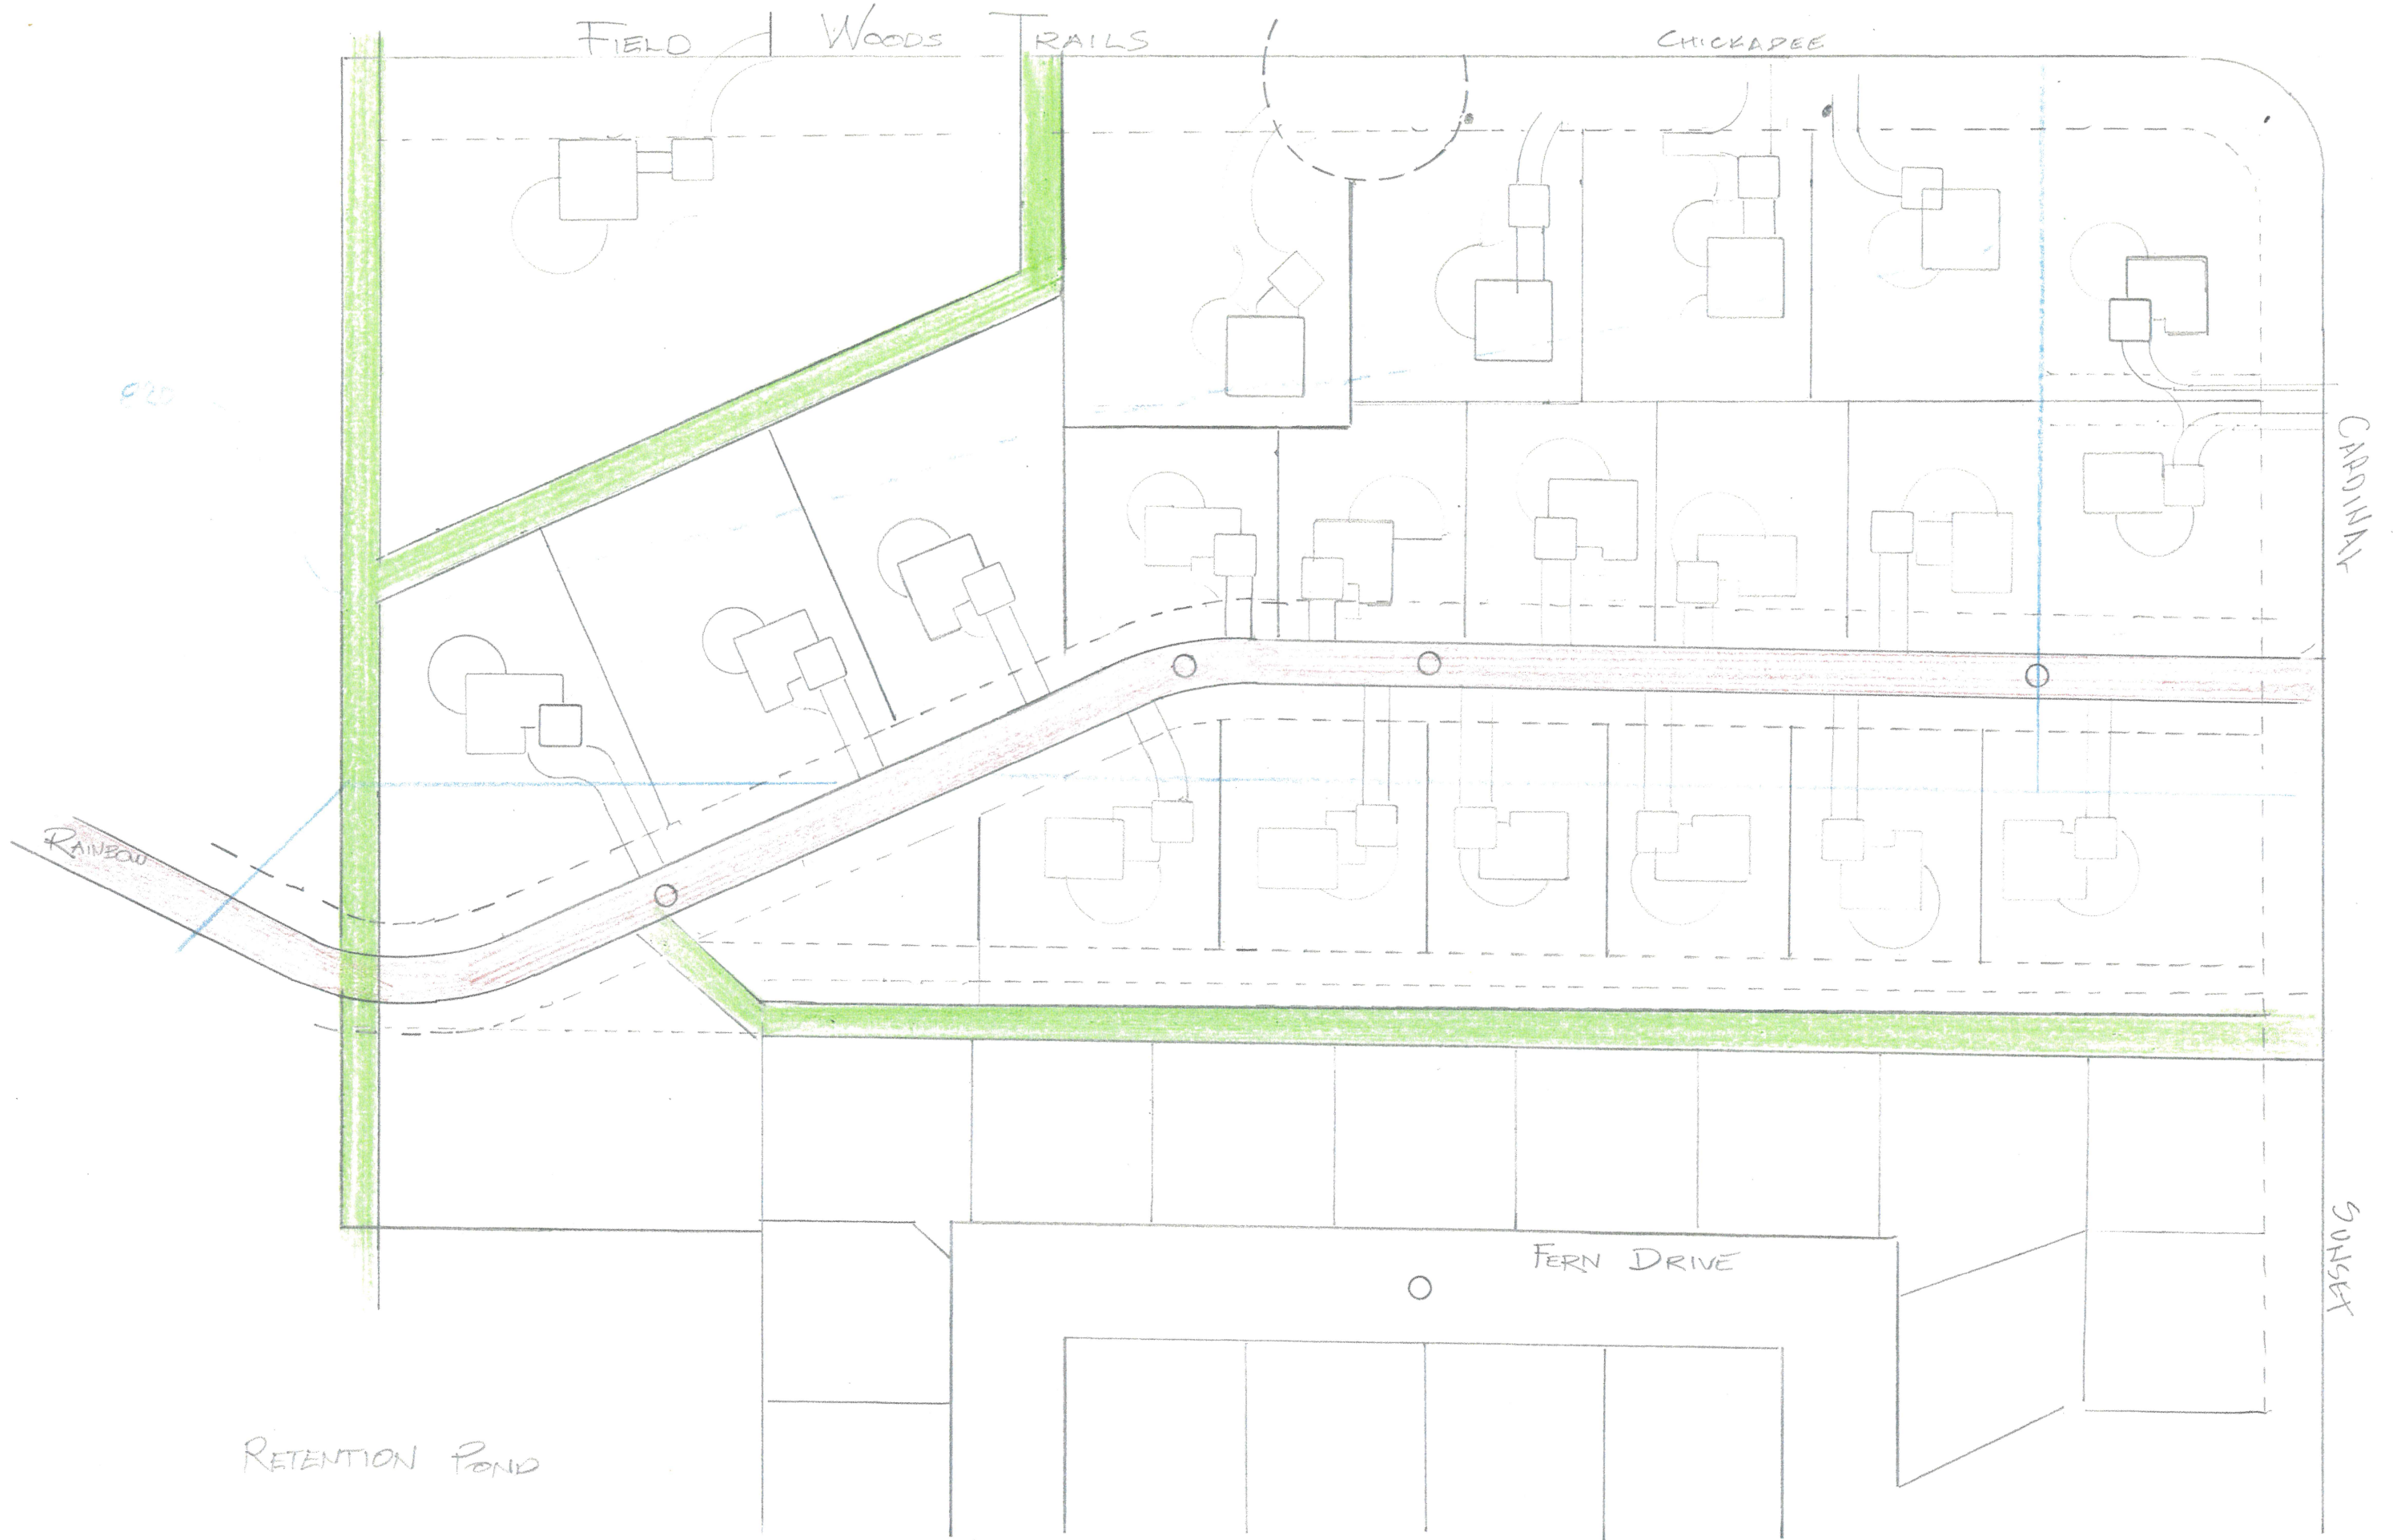 FIELD WOODS TRAILS
CHICKADEE
CARDINAL
RAINBOW
FERN DRIVE
SUNSET
RETENTION POND